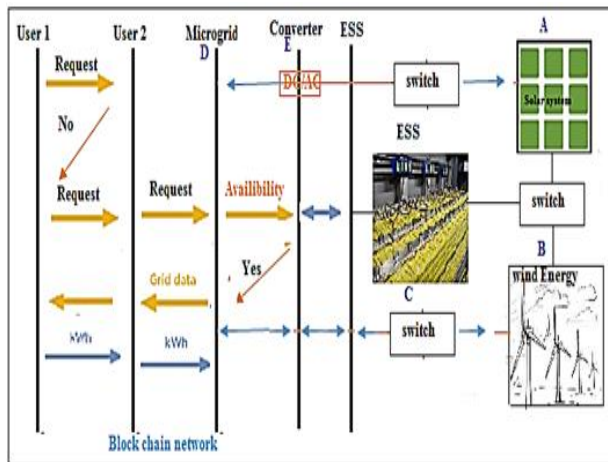 User 1
User 2
Microgrid
Converter
ESS
A
D
E
Request
DC/AC
switch
Solar system
No
ESS
Request
Request
Availibility
switch
Yes
B
Grid data
wind Energy
C
kWh
kWh
switch
Block chain network